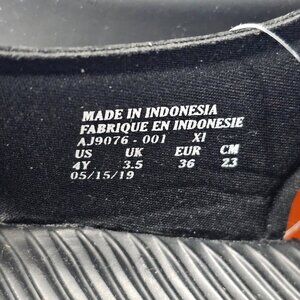 MADE IN INDONESIA
FABRIQUE EN INDONESIE
AJ9076 - 001 XI
US UK EUR CM
4Y 3.5 36 23
05/15/19